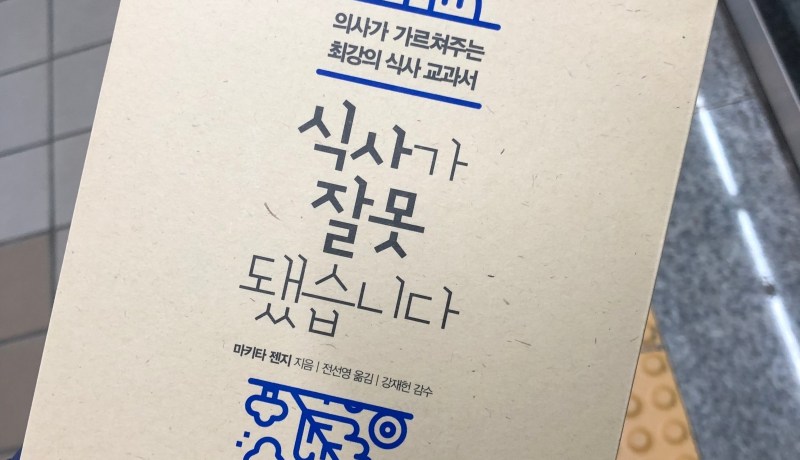 의사가 가르쳐주는
최강의 식사 교과서
식사가
잘못
됐습니다
마키타 젠지 지음 | 전선영 옮김 | 강재헌 감수